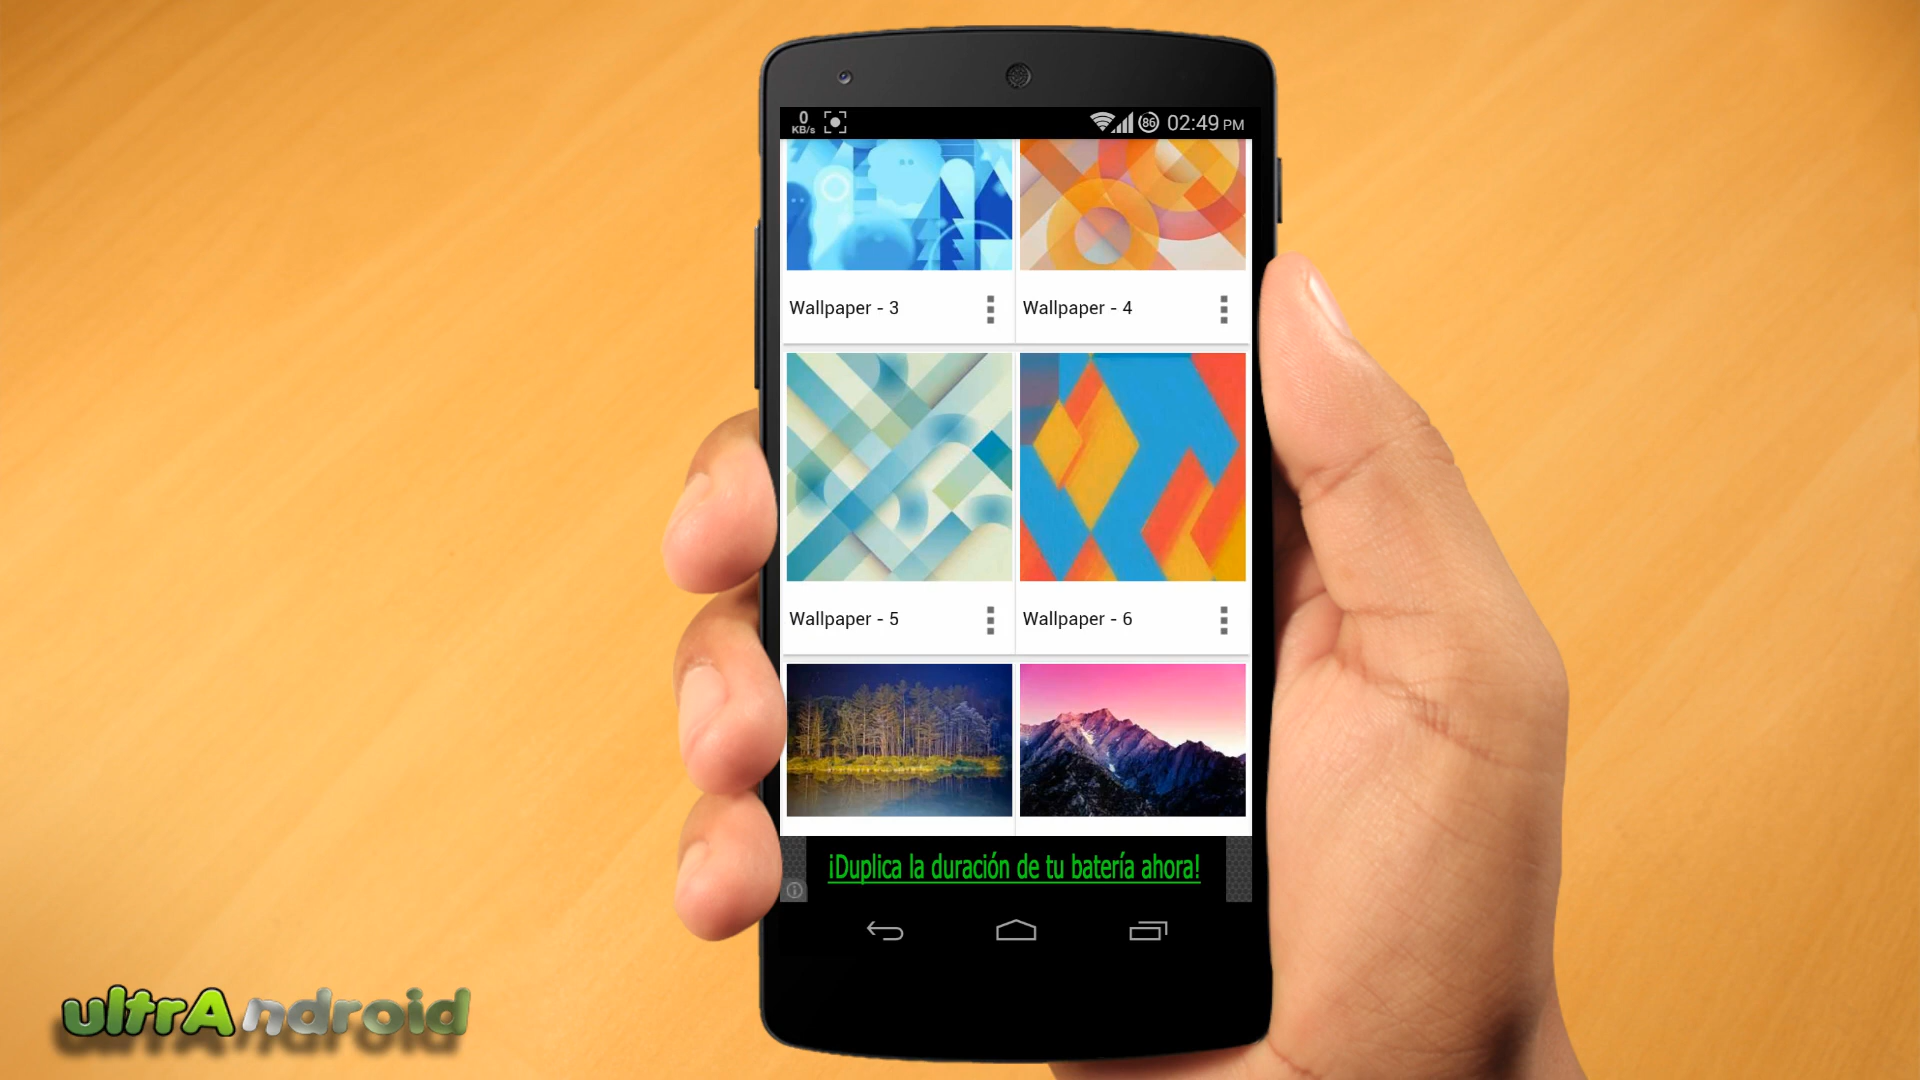 0
KB/s
86
02:49 PM
Wallpaper - 3
Wallpaper - 4
Wallpaper - 5
Wallpaper - 6
¡Duplica la duración de tu batería ahora!
ultrAndroid